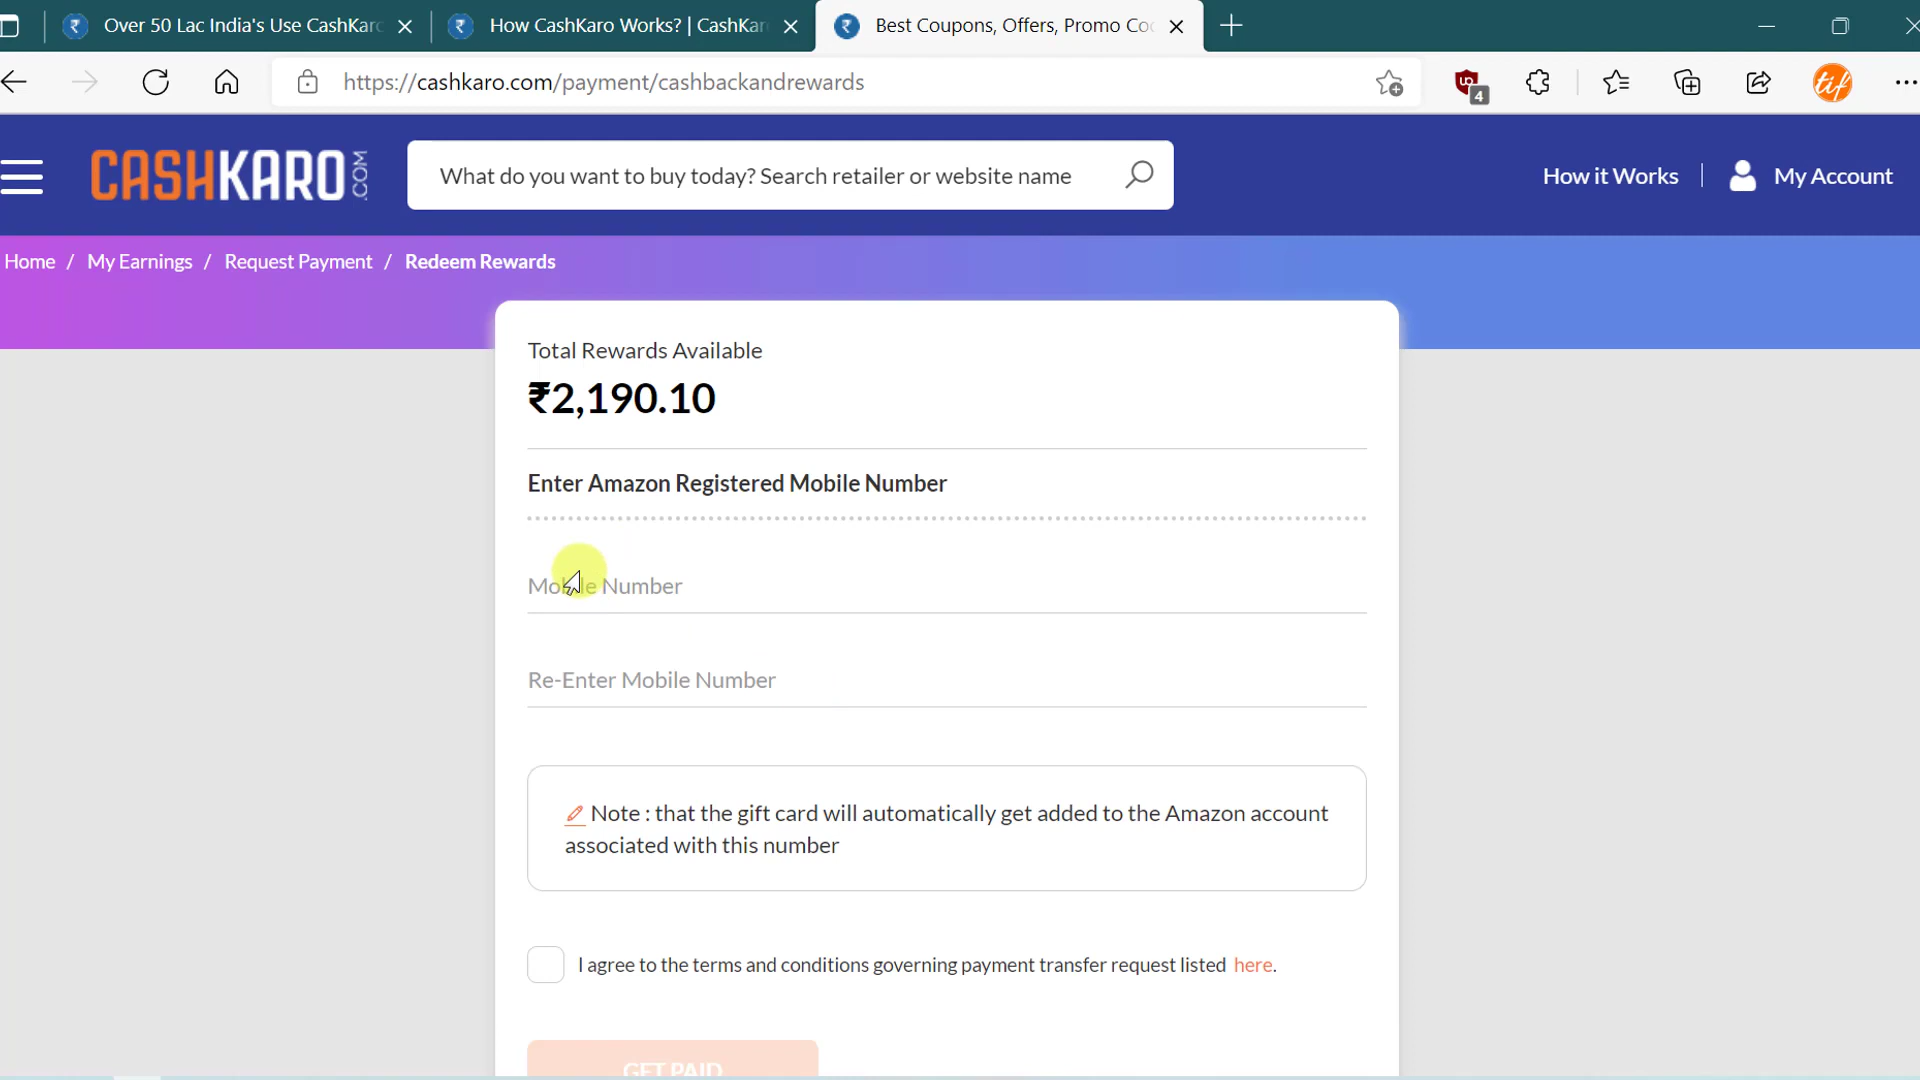 Over 50 Lac India's Use CashKar
How CashKaro Works? | CashKar
Best Coupons, Offers, Promo Co
https://cashkaro.com/payment/cashbackandrewards
4
tif
CASHKARO.COM
What do you want to buy today? Search retailer or website name
How it Works
My Account
Home / My Earnings / Request Payment / Redeem Rewards
Total Rewards Available
₹2,190.10
Enter Amazon Registered Mobile Number
Mobile Number
Re-Enter Mobile Number
Note : that the gift card will automatically get added to the Amazon account
associated with this number
I agree to the terms and conditions governing payment transfer request listed here.
GET PAID